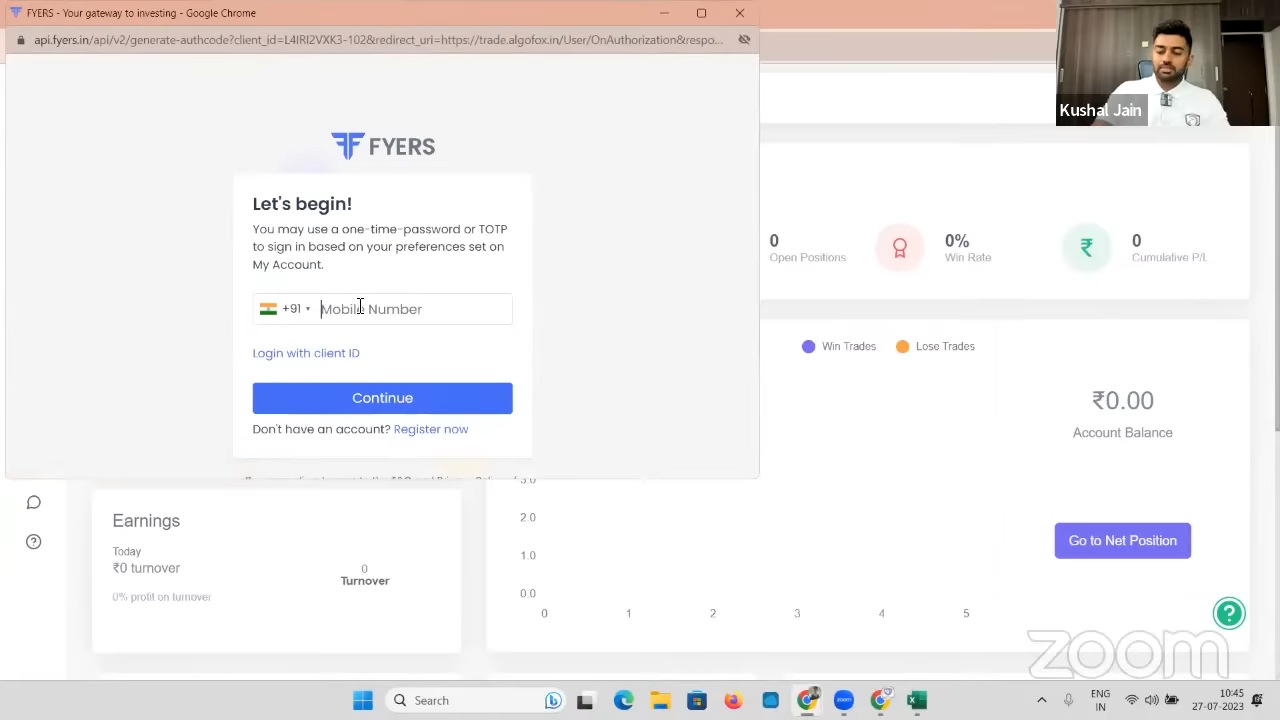 FYERS - Your gateway to investing - Google Chrome
api.fyers.in/api/v2/generate-authcode?client_id=L4IRI2VXK3-102&redirect_uri=https://trade.algofox.in/User/OnAuthorization&respo...
Kushal Jain
FYERS
Let's begin!
You may use a one-time-password or TOTP
to sign in based on your preferences set on
My Account.
+91
Mobile Number
Login with client ID
Continue
Don't have an account? Register now
0
Open Positions
0%
Win Rate
₹
0
Cumulative P/L
Win Trades
Lose Trades
₹0.00
Account Balance
Go to Net Position
Earnings
Today
₹0 turnover
0% profit on turnover
0
Turnover
3.0
2.0
1.0
0.0
0 1 2 3 4 5
zoom
Search
zoom
ENG
IN
10:45
27-07-2023